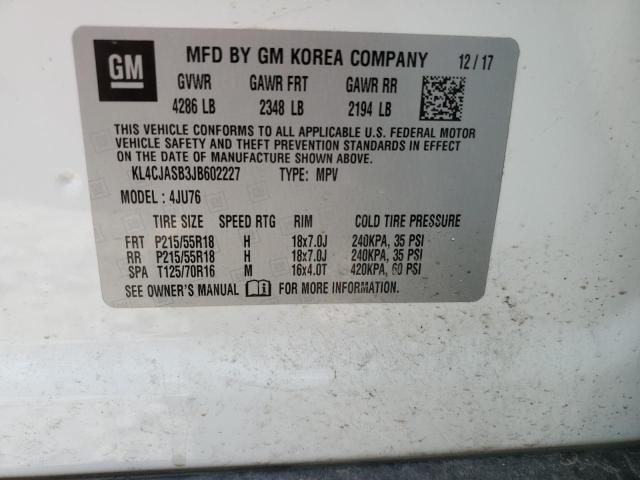 GM MFD BY GM KOREA COMPANY 12/17
GVWR GAWR FRT GAWR RR
4286 LB 2348 LB 2194 LB
THIS VEHICLE CONFORMS TO ALL APPLICABLE U.S. FEDERAL MOTOR
VEHICLE SAFETY AND THEFT PREVENTION STANDARDS IN EFFECT
ON THE DATE OF MANUFACTURE SHOWN ABOVE.
KL4CJASB3JB602227 TYPE: MPV
MODEL : 4JU76
TIRE SIZE SPEED RTG RIM COLD TIRE PRESSURE
FRT P215/55R18 H 18x7.0J 240KPA, 35 PSI
RR P215/55R18 H 18x7.0J 240KPA, 35 PSI
SPA T125/70R16 M 16x4.0T 420KPA, 60 PSI
SEE OWNER'S MANUAL FOR MORE INFORMATION.